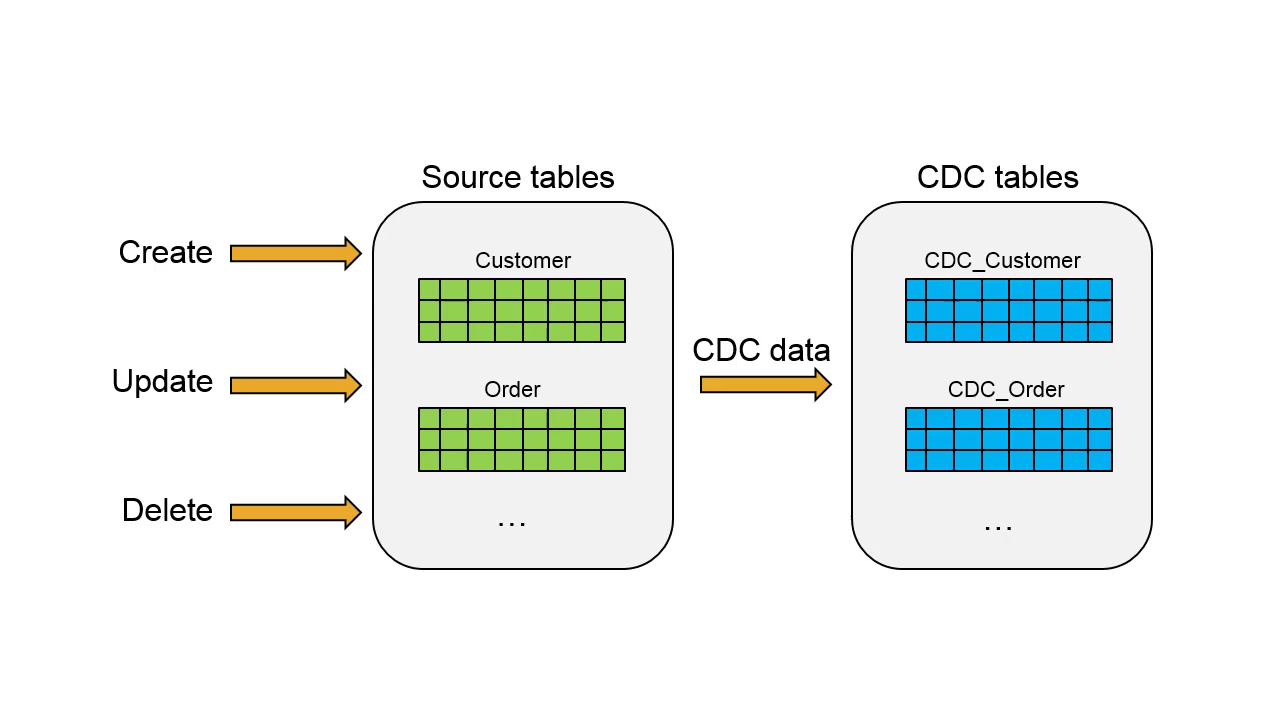 Source tables
CDC tables
Create
Customer
CDC_Customer
CDC data
Update
Order
CDC_Order
Delete
...
...